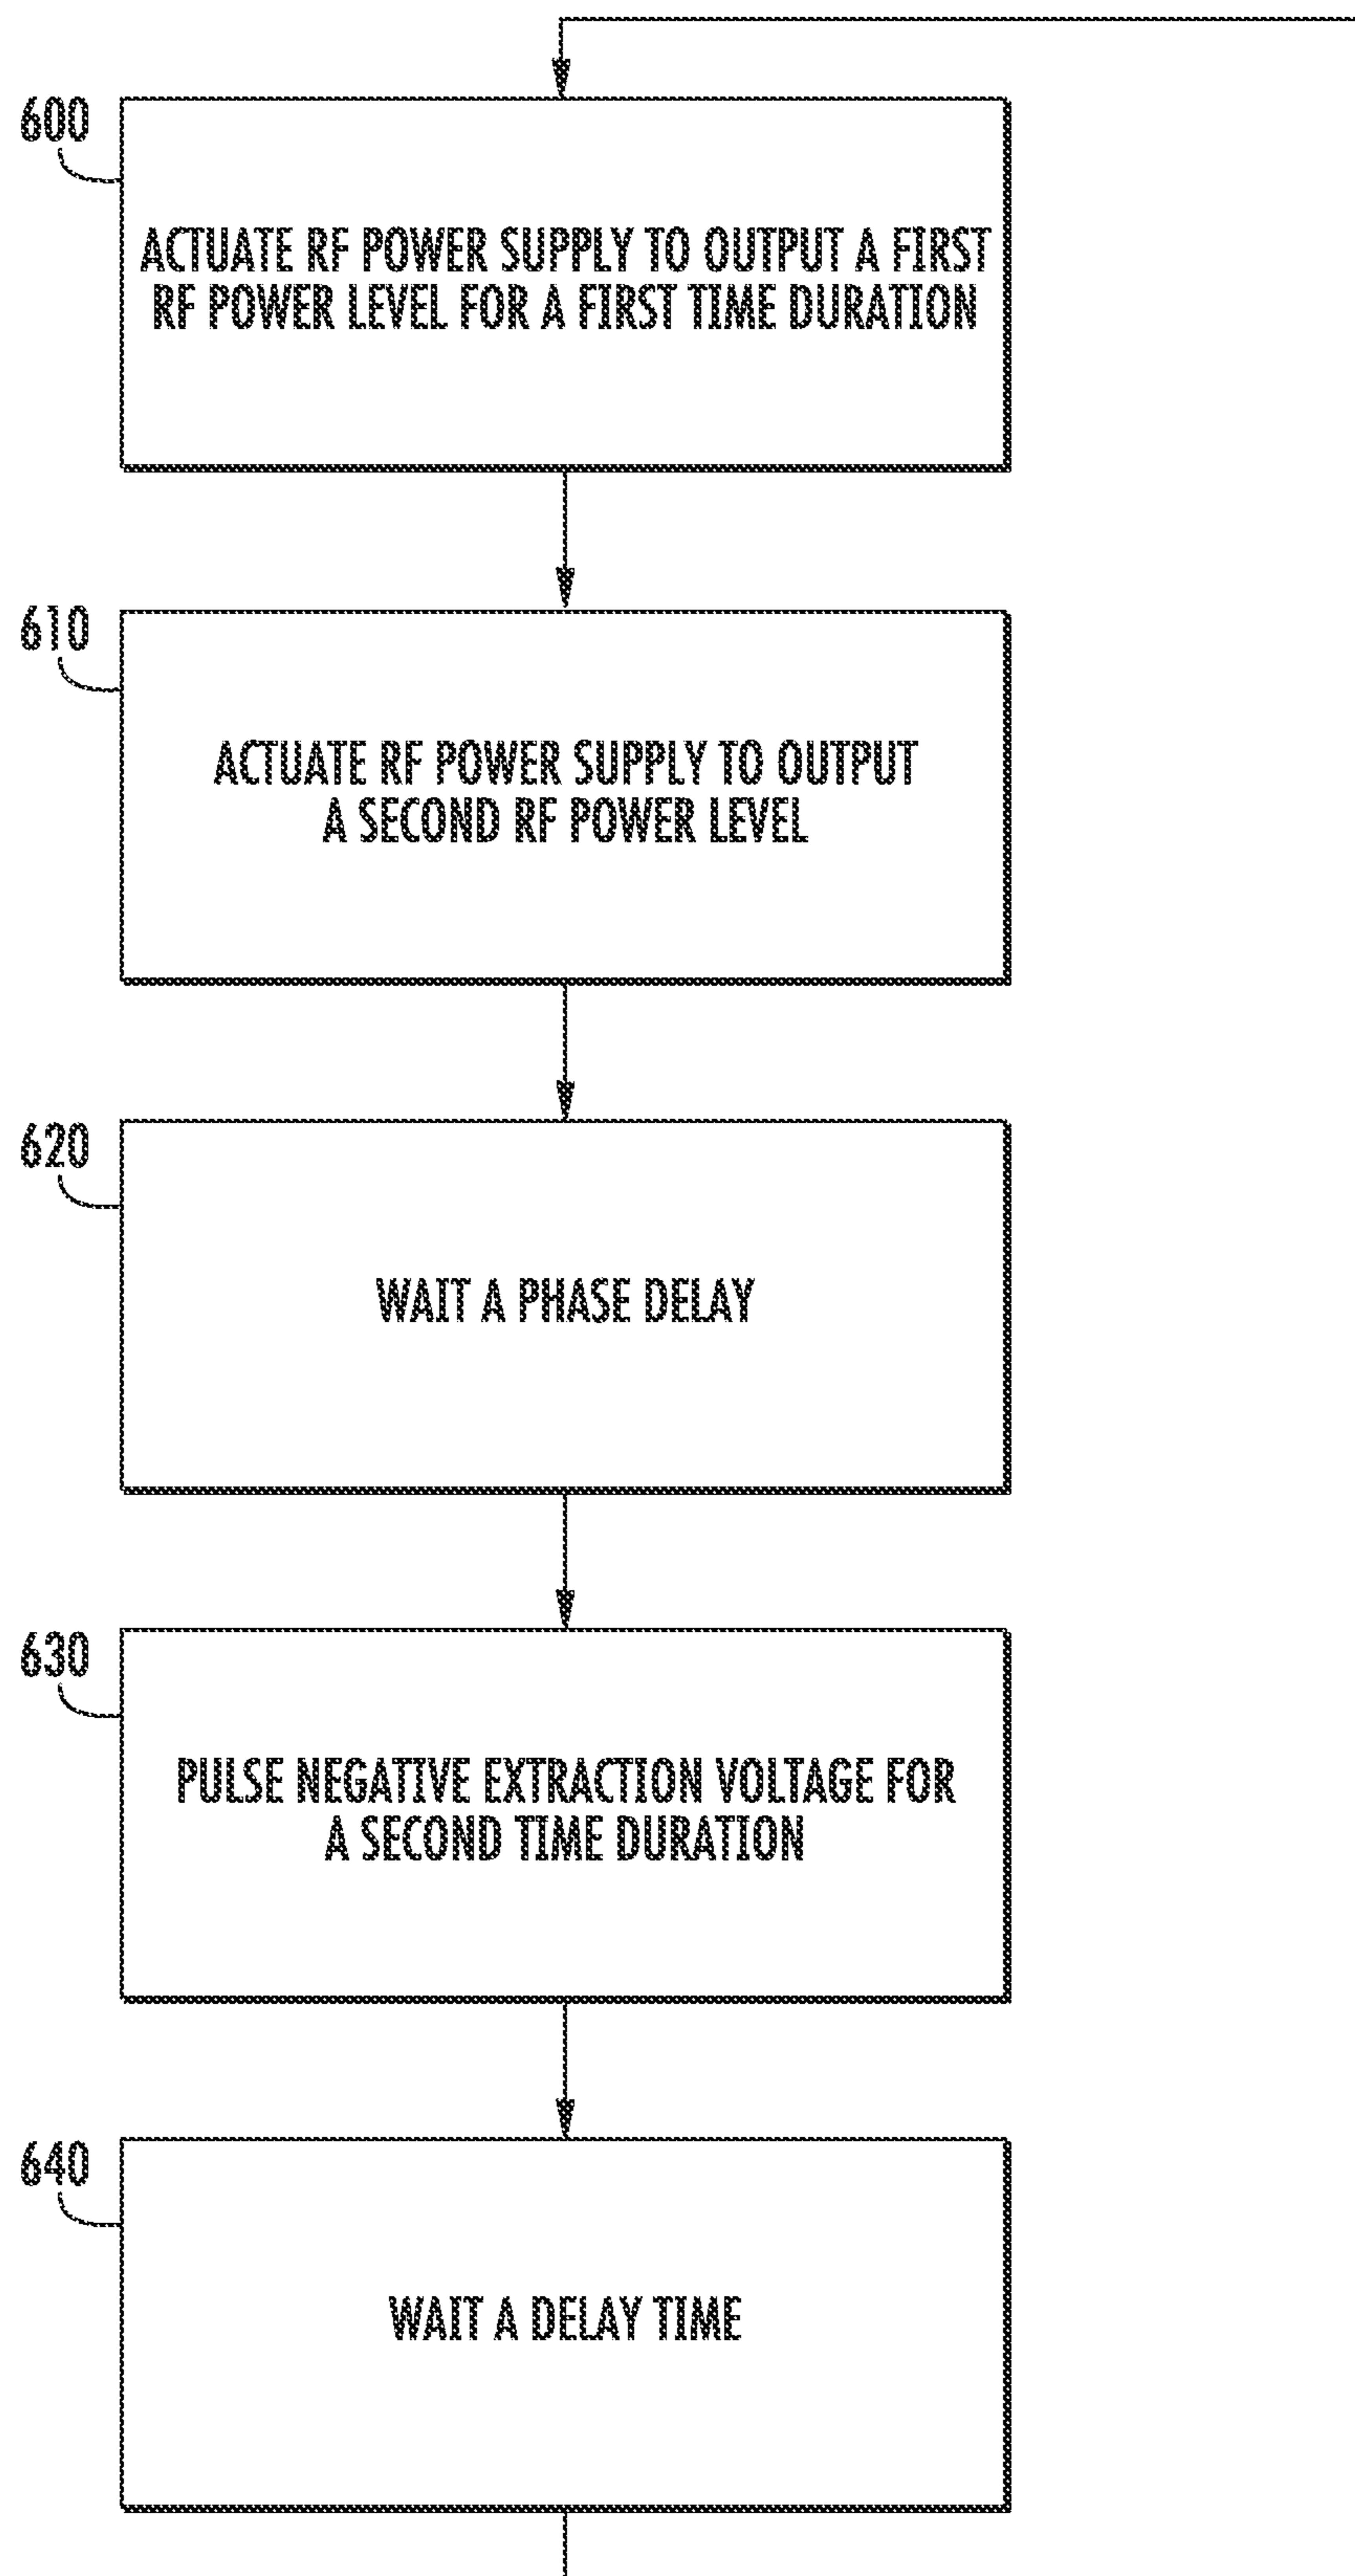 600
ACTUATE RF POWER SUPPLY TO OUTPUT A FIRST
RF POWER LEVEL FOR A FIRST TIME DURATION
610
ACTUATE RF POWER SUPPLY TO OUTPUT
A SECOND RF POWER LEVEL
620
WAIT A PHASE DELAY
630
PULSE NEGATIVE EXTRACTION VOLTAGE FOR
A SECOND TIME DURATION
640
WAIT A DELAY TIME